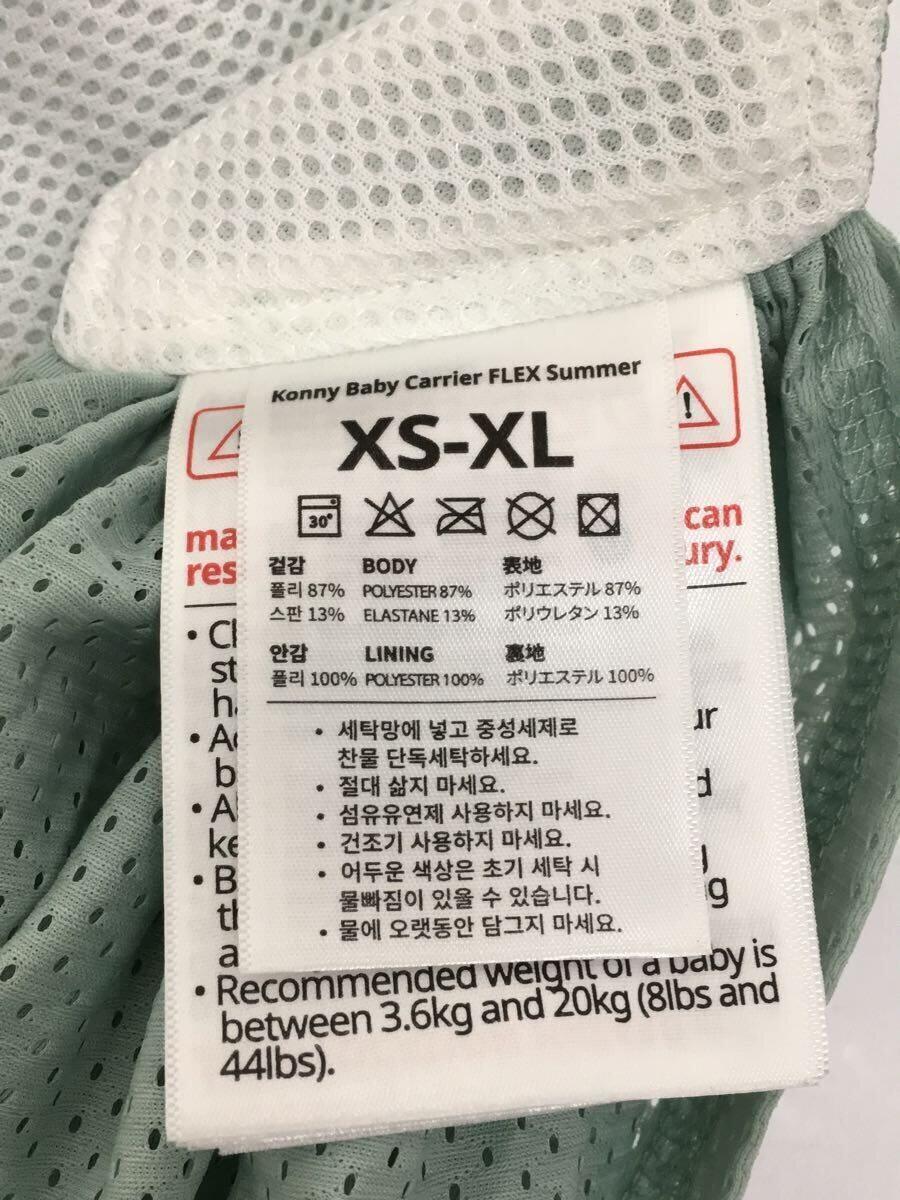 Konny Baby Carrier FLEX Summer
XS-XL
30°
겉감 BODY 表地
폴리 87% POLYESTER 87% ポリエステル 87%
스판 13% ELASTANE 13% ポリウレタン 13%
안감 LINING 裏地
폴리 100% POLYESTER 100% ポリエステル 100%
• 세탁망에 넣고 중성세제로
찬물 단독세탁하세요.
• 절대 삶지 마세요.
• 섬유유연제 사용하지 마세요.
• 건조기 사용하지 마세요.
• 어두운 색상은 초기 세탁 시
물빠짐이 있을 수 있습니다.
• 물에 오랫동안 담그지 마세요.
can
• Recommended weight of a baby is
between 3.6kg and 20kg (8lbs and
44lbs).